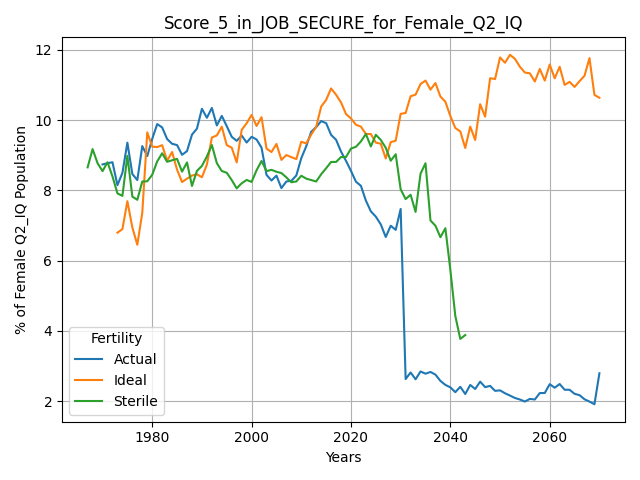 Score_5_in_JOB_SECURE_for_Female_Q2_IQ
% of Female Q2_IQ Population
12
10
8
6
4
2
Fertility
Actual
Ideal
Sterile
1980
2000
2020
2040
2060
Years